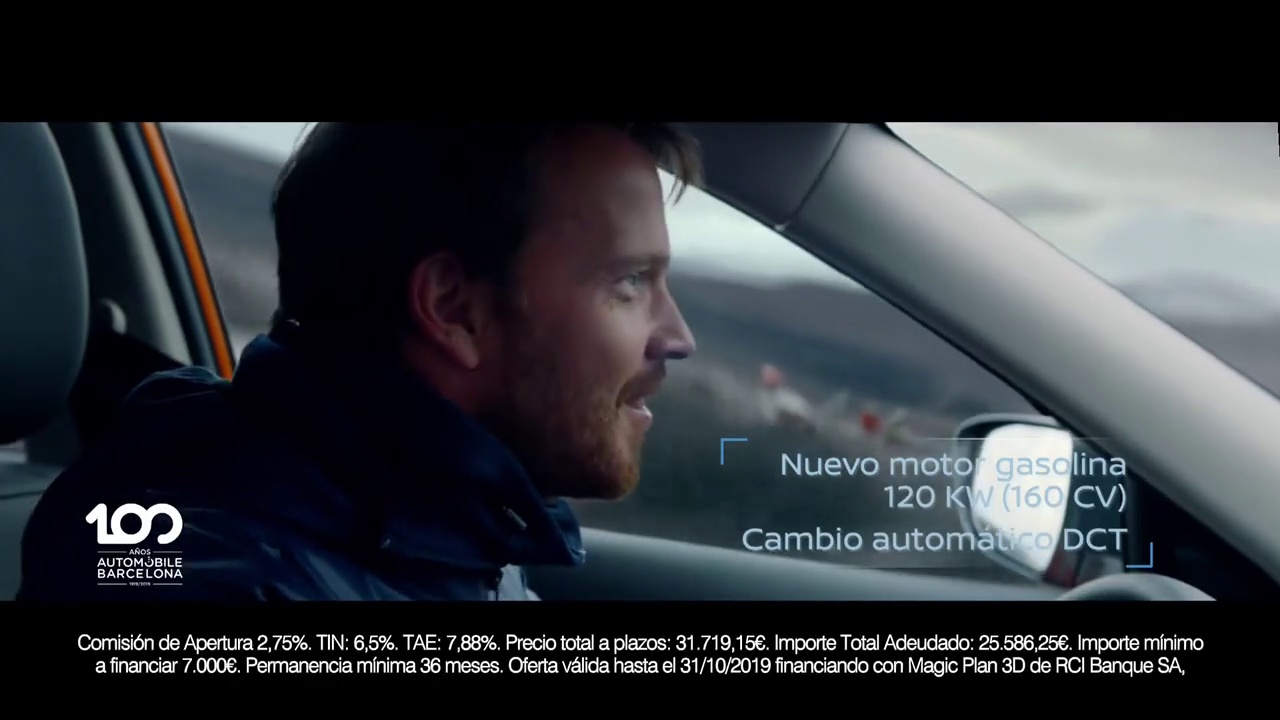 Nuevo motor gasolina
120 KW (160 CV)
Cambio automático DCT
100
AÑOS
AUTOMOBILE
BARCELONA
1919/2019
Comisión de Apertura 2,75%. TIN: 6,5%. TAE: 7,88%. Precio total a plazos: 31.719,15€. Importe Total Adeudado: 25.586,25€. Importe mínimo
a financiar 7.000€. Permanencia mínima 36 meses. Oferta válida hasta el 31/10/2019 financiando con Magic Plan 3D de RCI Banque SA,